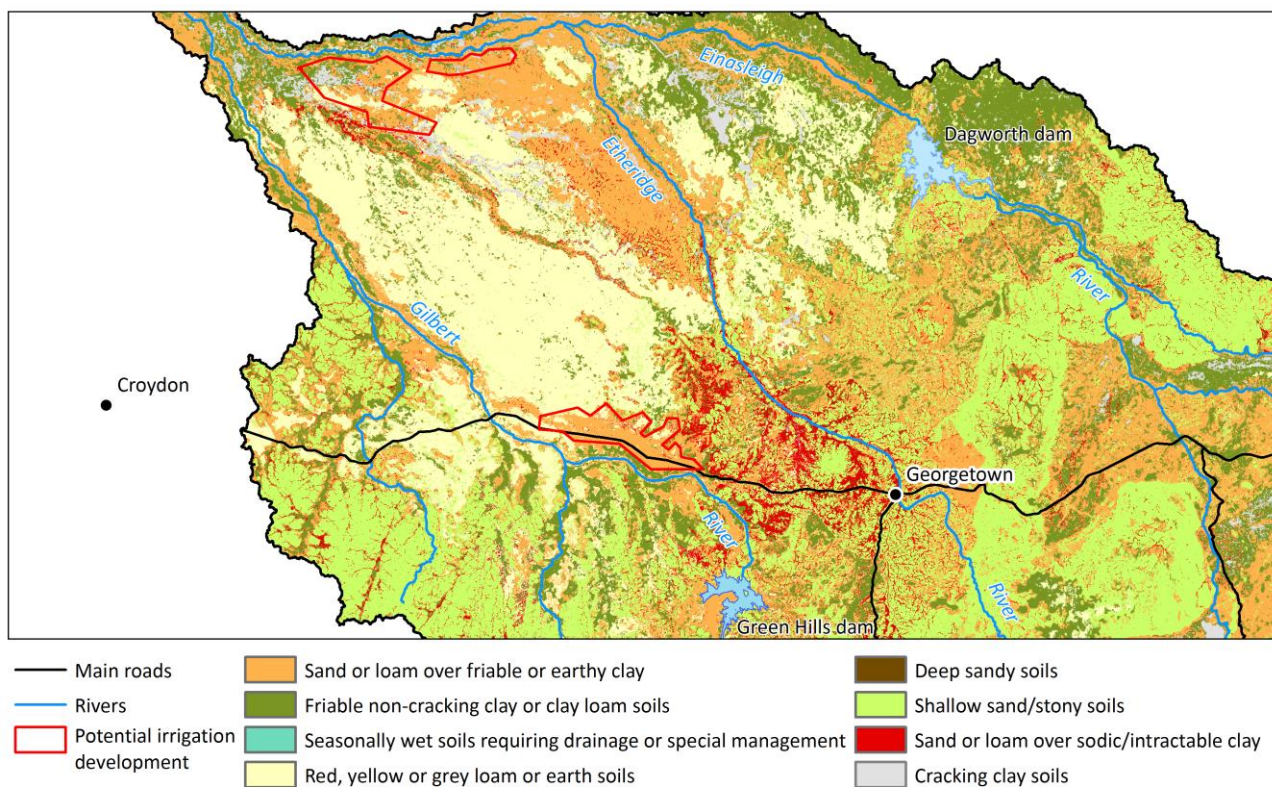 Einasleigh
Dagworth dam
Etheridge
River
Gilbert
Croydon
Georgetown
River
River
Green Hills dam
Main roads
Rivers
Potential irrigation
development
Sand or loam over friable or earthy clay
Friable non-cracking clay or clay loam soils
Seasonally wet soils requiring drainage or special management
Red, yellow or grey loam or earth soils
Deep sandy soils
Shallow sand/stony soils
Sand or loam over sodic/intractable clay
Cracking clay soils